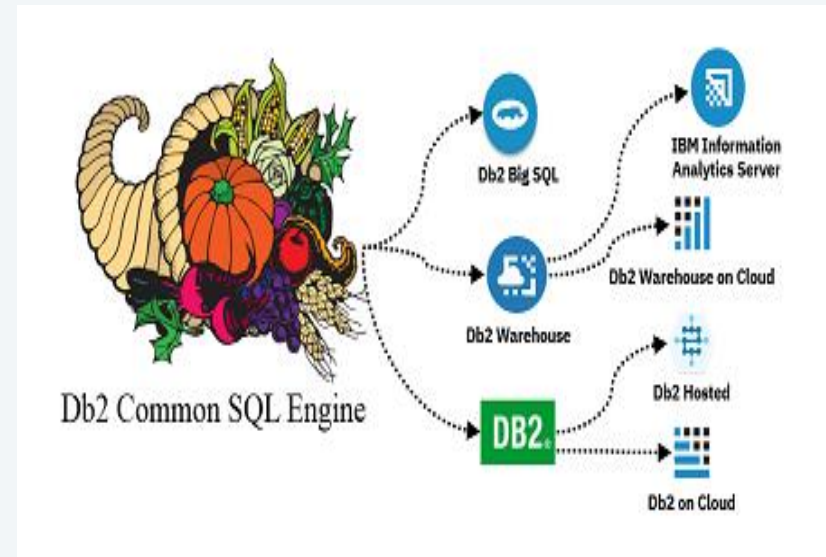 Db2 Common SQL Engine
Db2 Big SQL
Db2 Warehouse
DB2®
IBM Information
Analytics Server
Db2 Warehouse on Cloud
Db2 Hosted
Db2 on Cloud